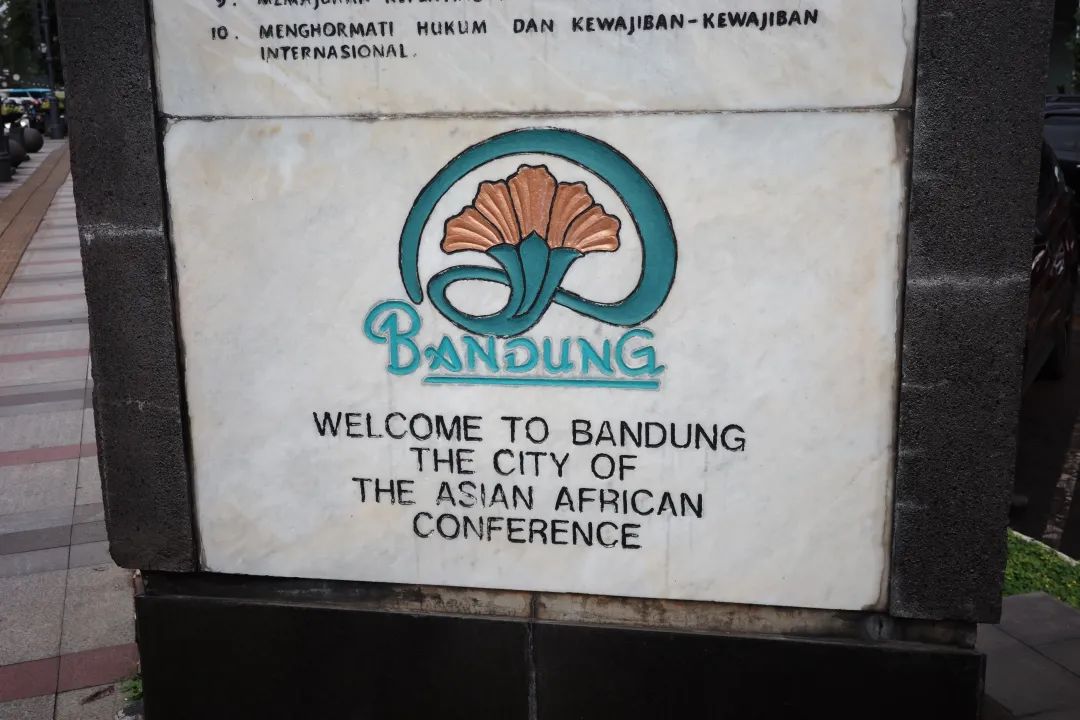 10. MENGHORMATI HUKUM DAN KEWAJIBAN-KEWAJIBAN
INTERNASIONAL.
BANDUNG
WELCOME TO BANDUNG
THE CITY OF
THE ASIAN AFRICAN
CONFERENCE